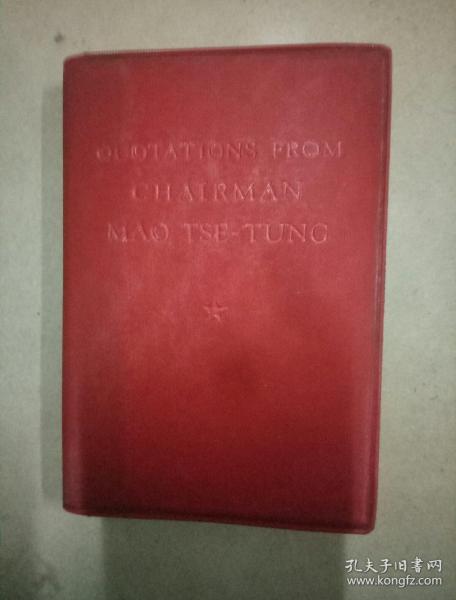 QUOTATIONS FROM
CHAIRMAN
MAO TSE-TUNG
孔夫子旧书网
www.kongfz.com